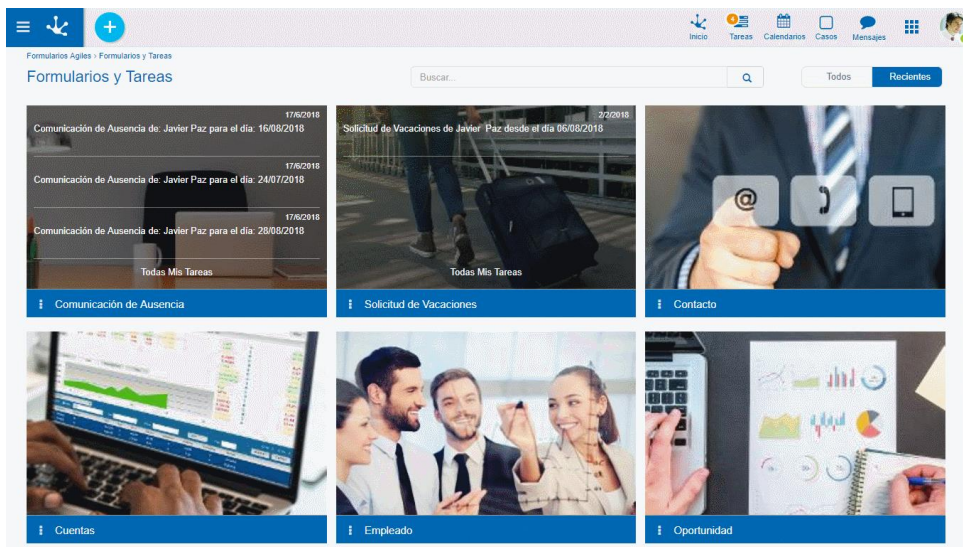 4
Inicio
Tareas
Calendarios
Casos
Mensajes
Formularios Agiles › Formularios y Tareas
Formularios y Tareas
Buscar...
Todos
Recientes
17/6/2018
Comunicación de Ausencia de: Javier Paz para el día: 16/08/2018
17/6/2018
Comunicación de Ausencia de: Javier Paz para el día: 24/07/2018
17/6/2018
Comunicación de Ausencia de: Javier Paz para el día: 28/08/2018
Todas Mis Tareas
Comunicación de Ausencia
2/2/2018
Solicitud de Vacaciones de Javier Paz desde el día 06/08/2018
Todas Mis Tareas
Solicitud de Vacaciones
@
Contacto
Cuentas
Empleado
Oportunidad